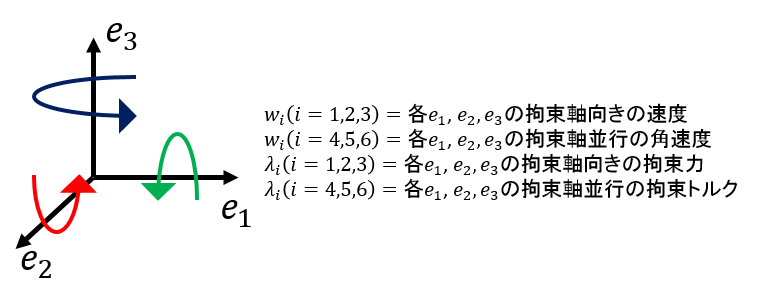 e₃
w_i(i = 1,2,3) = 各e₁, e₂, e₃の拘束軸向きの速度
w_i(i = 4,5,6) = 各e₁, e₂, e₃の拘束軸並行の角速度
λ_i(i = 1,2,3) = 各e₁, e₂, e₃の拘束軸向きの拘束力
λ_i(i = 4,5,6) = 各e₁, e₂, e₃の拘束軸並行の拘束トルク
e₁
e₂